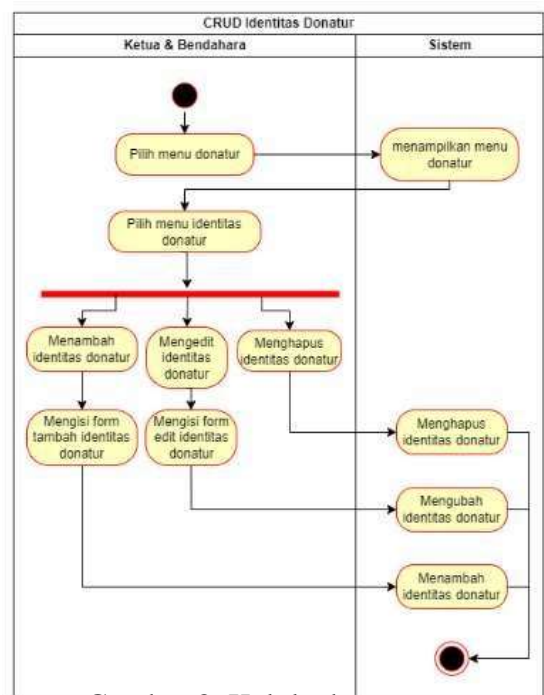 CRUD Identitas Donatur
Ketua & Bendahara
Sistem
Pilih menu donatur
menampilkan menu
donatur
Pilih menu identitas
donatur
Menambah
identitas donatur
Mengedit
identitas
donatur
Menghapus
identitas donatur
Mengisi form
tambah identitas
donatur
Mengisi form
edit identitas
donatur
Menghapus
identitas donatur
Mengubah
identitas donatur
Menambah
identitas donatur